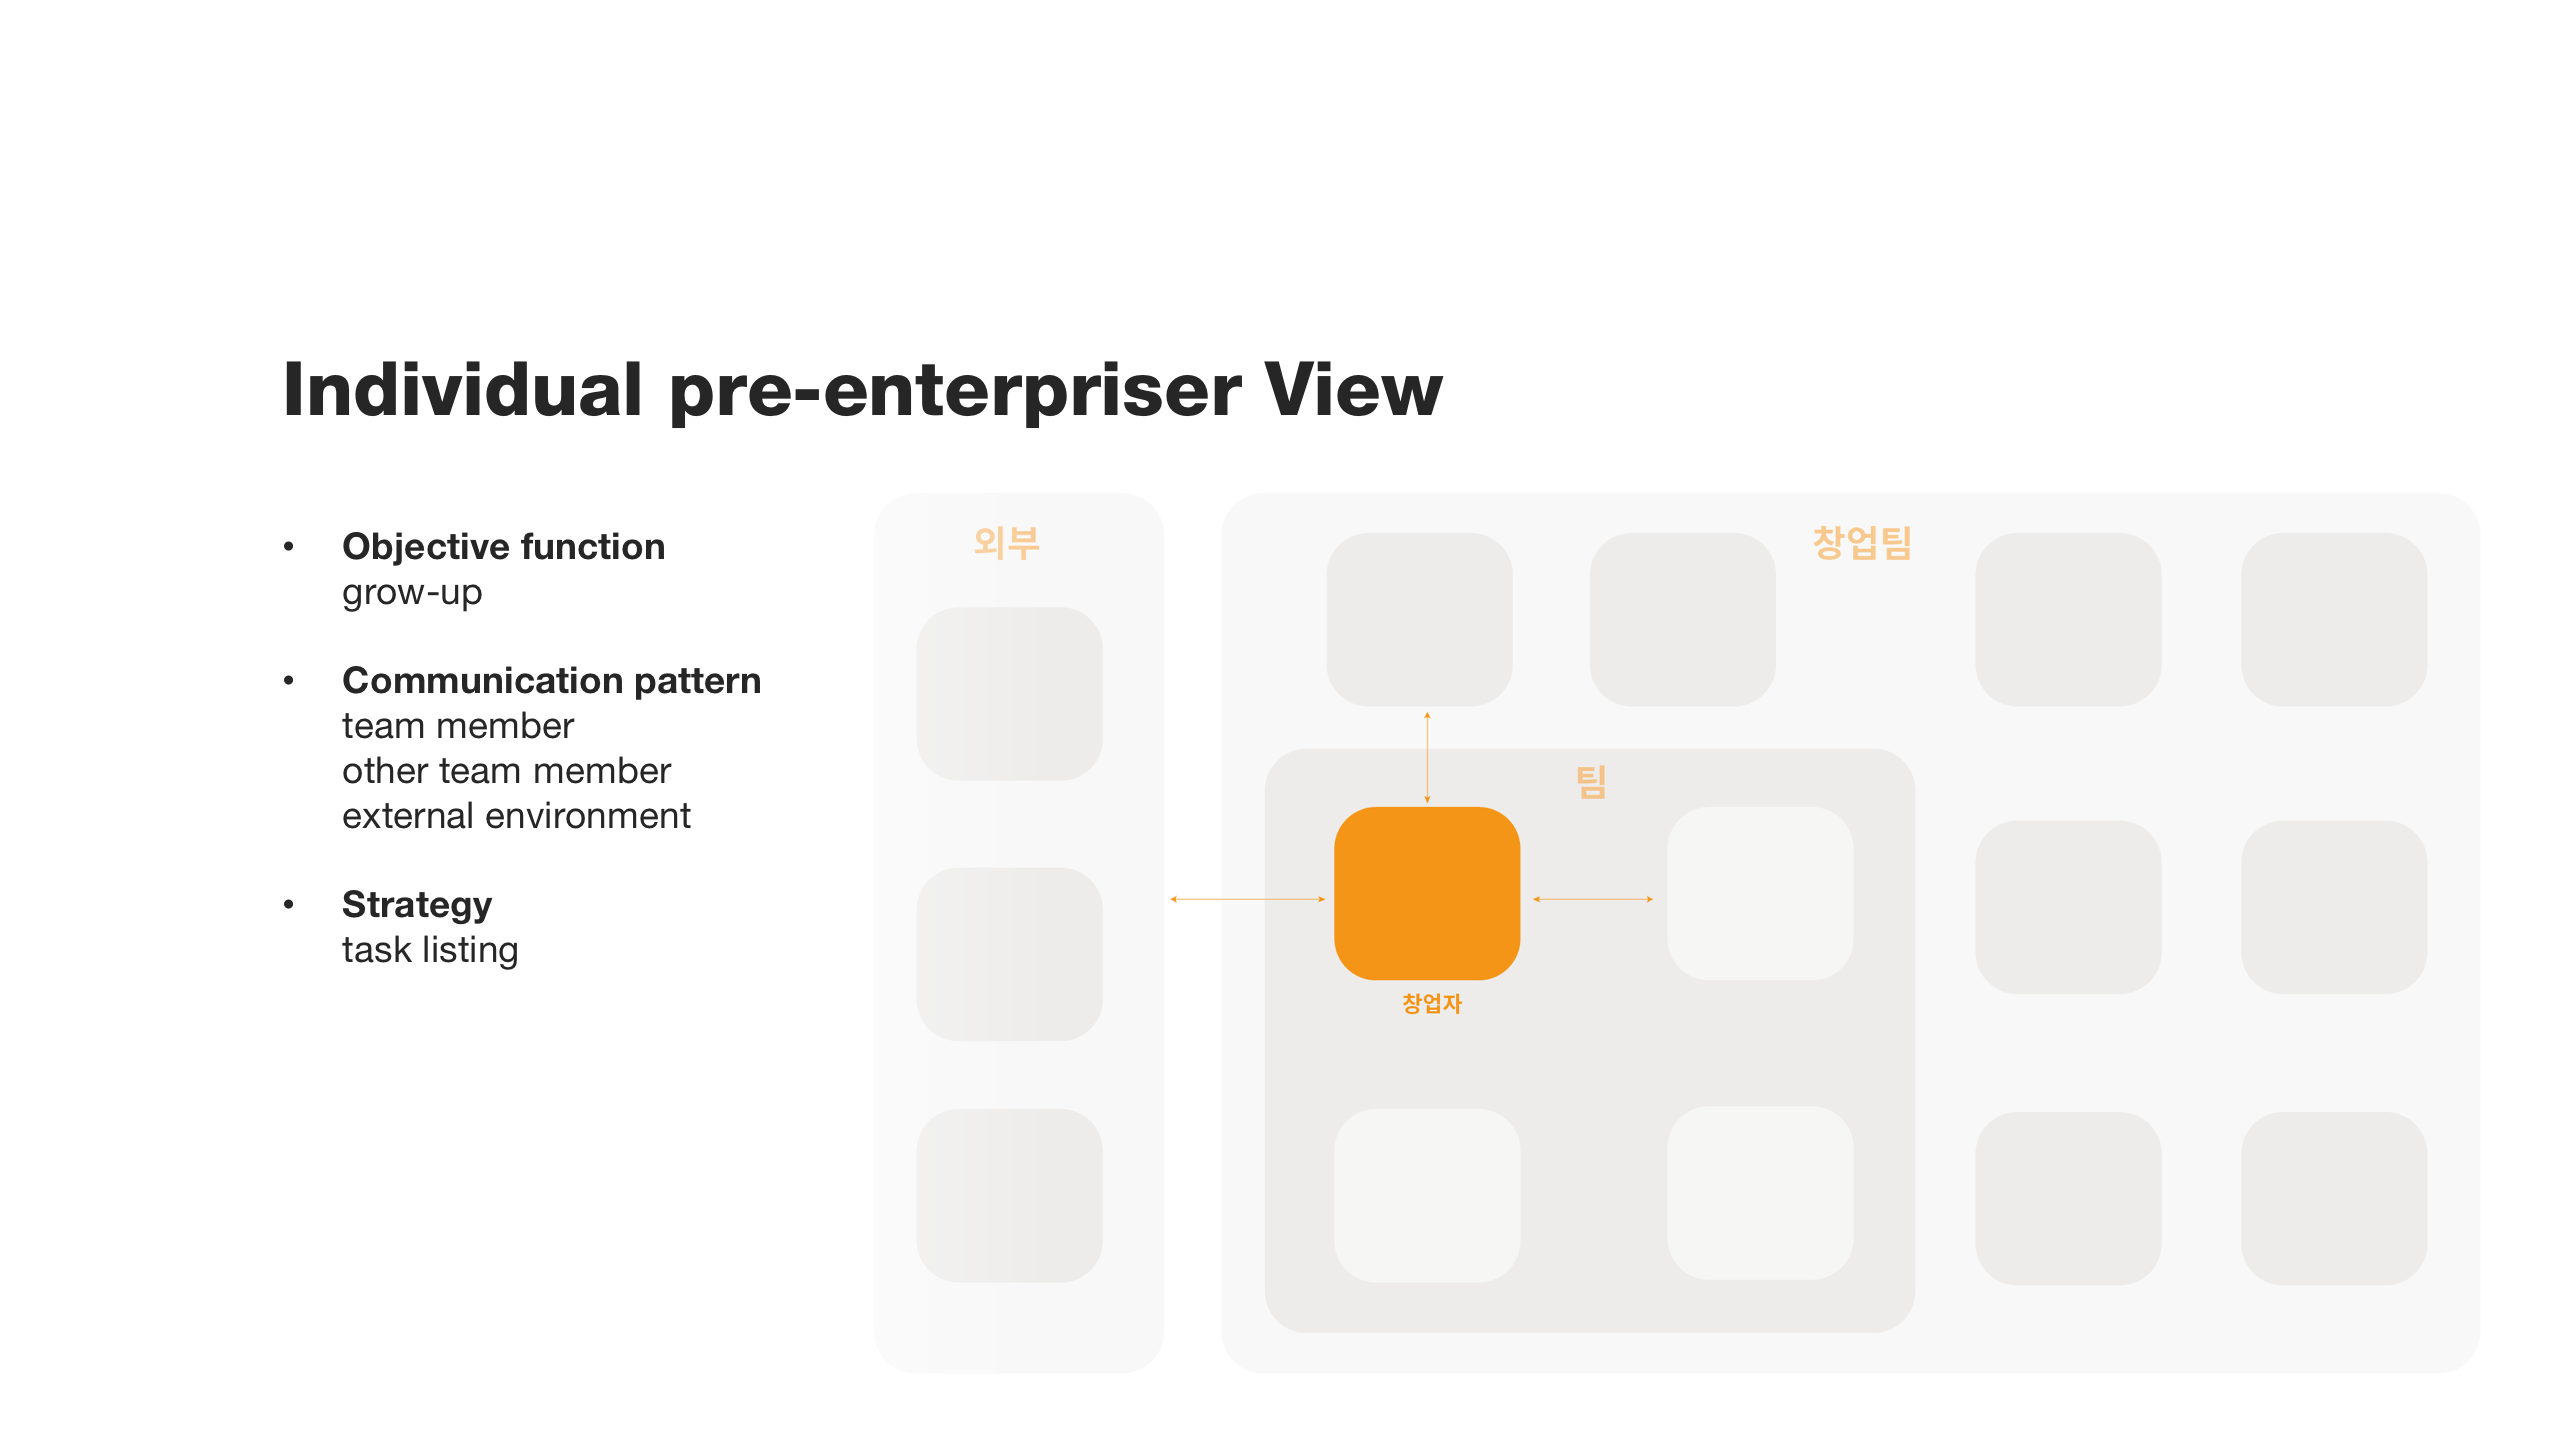 Individual pre-enterpriser View
• Objective function
grow-up
• Communication pattern
team member
other team member
external environment
• Strategy
task listing
외부
창업팀
팀
창업자